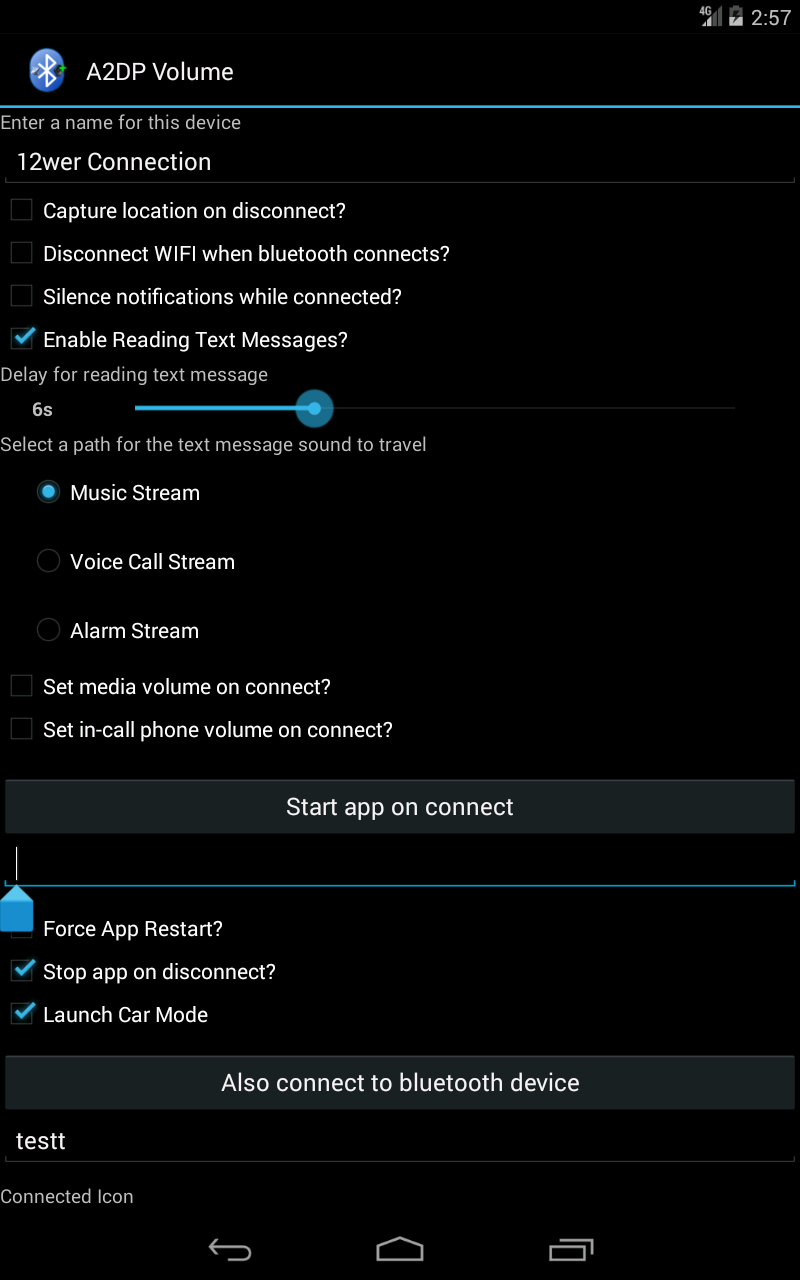 4G 2:57
A2DP Volume
Enter a name for this device
12wer Connection
Capture location on disconnect?
Disconnect WIFI when bluetooth connects?
Silence notifications while connected?
Enable Reading Text Messages?
Delay for reading text message
6s
Select a path for the text message sound to travel
Music Stream
Voice Call Stream
Alarm Stream
Set media volume on connect?
Set in-call phone volume on connect?
Start app on connect
Force App Restart?
Stop app on disconnect?
Launch Car Mode
Also connect to bluetooth device
testt
Connected Icon